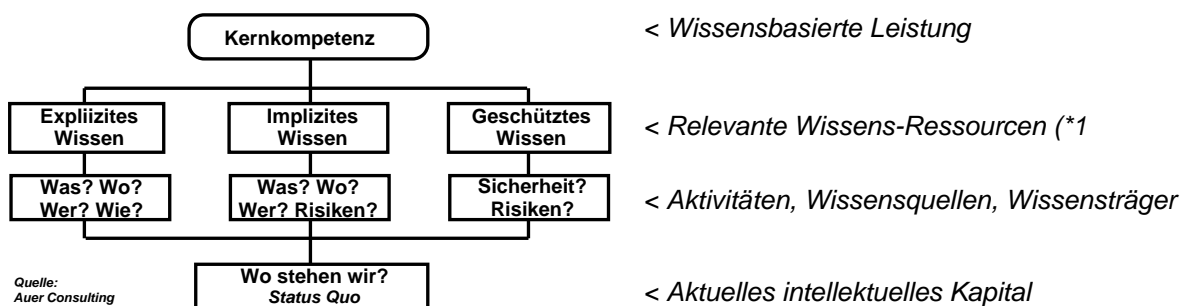 Kernkompetenz
< Wissensbasierte Leistung
Expliizites
Wissen
Implizites
Wissen
Geschütztes
Wissen
< Relevante Wissens-Ressourcen (*1
Was? Wo?
Wer? Wie?
Was? Wo?
Wer? Risiken?
Sicherheit?
Risiken?
< Aktivitäten, Wissensquellen, Wissensträger
Wo stehen wir?
Status Quo
< Aktuelles intellektuelles Kapital
Quelle:
Auer Consulting